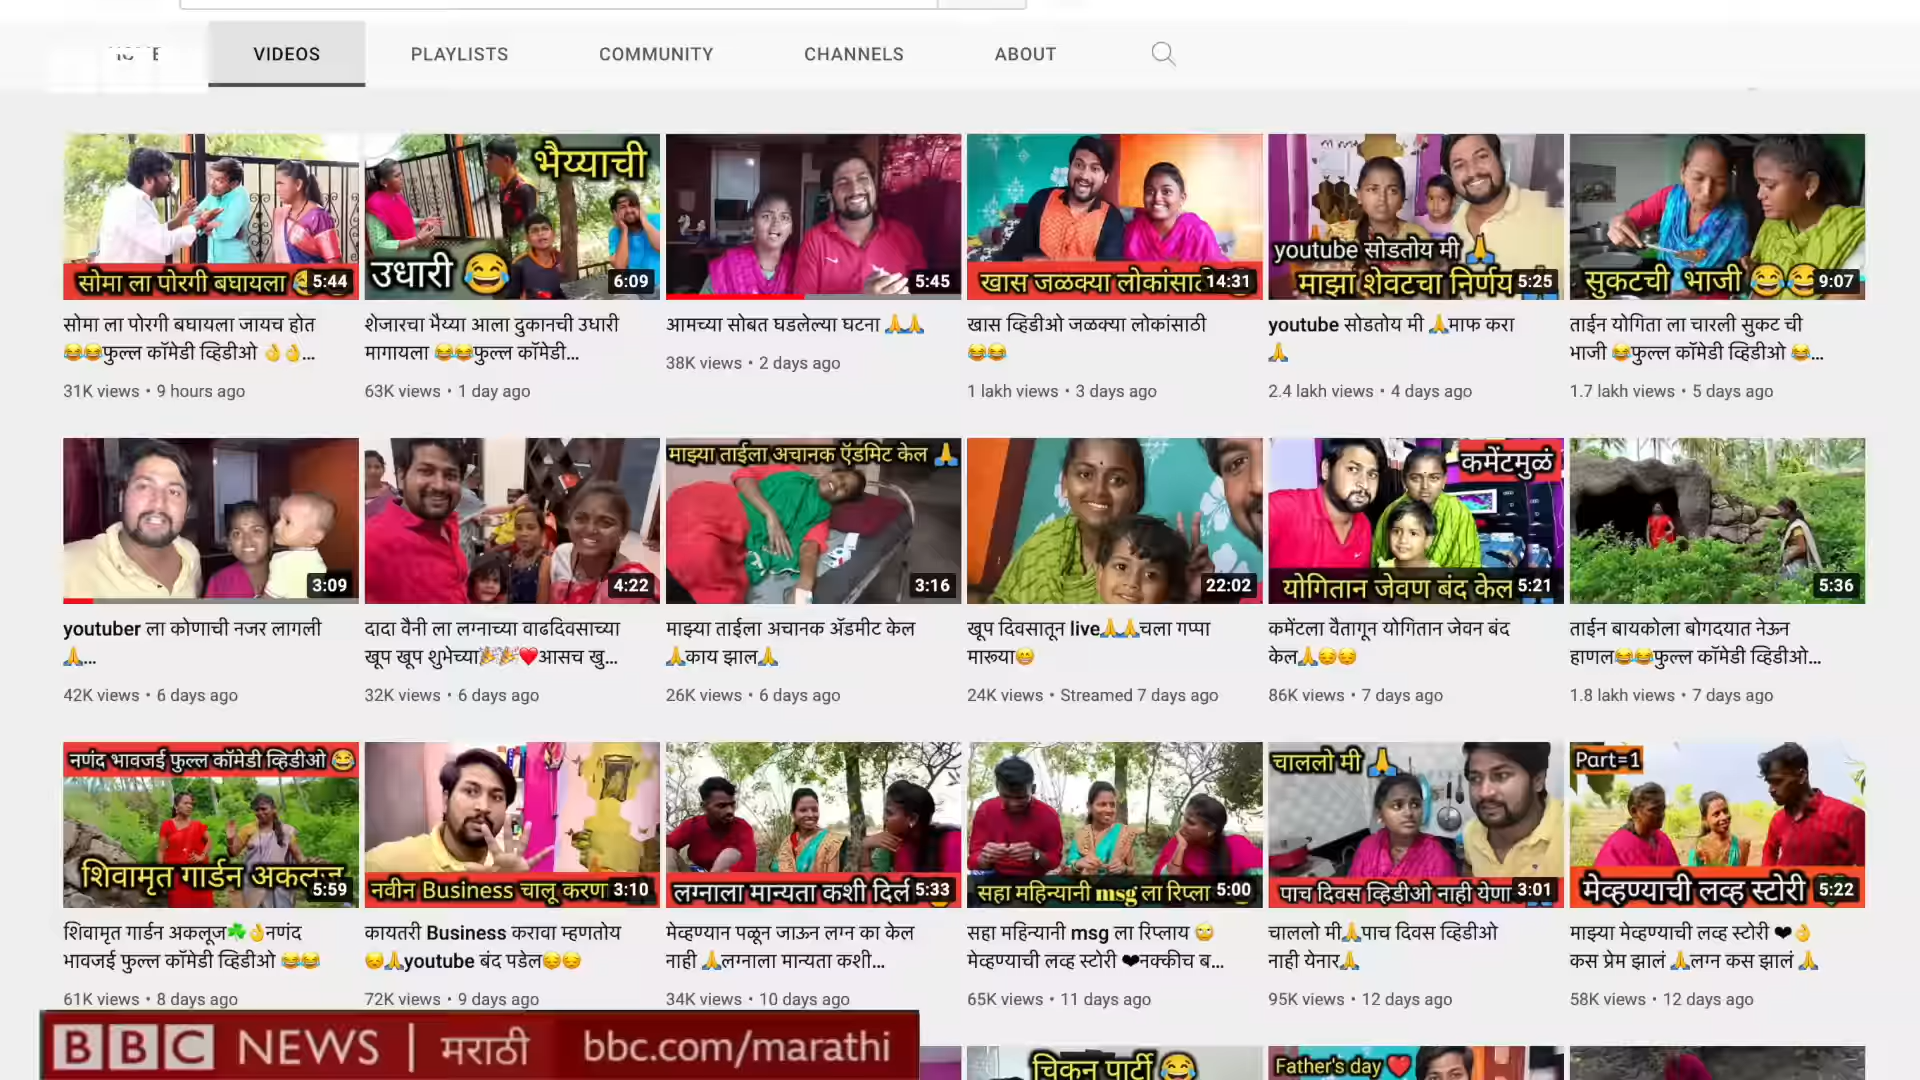 VIDEOS
PLAYLISTS
COMMUNITY
CHANNELS
ABOUT
सोमा ला पोरगी बघायला 5:44
भैय्याची
उधारी 😂 6:09
5:45
खास जळक्या लोकांसाठ 14:31
youtube सोडतोय मी 🙏
माझा शेवटचा निर्णय 5:25
सुकटची भाजी 😂😂 9:07
सोमा ला पोरगी बघायला जायच होत
😂😂फुल्ल कॉमेडी व्हिडीओ 👌👌...
31K views • 9 hours ago
शेजारचा भैय्या आला दुकानची उधारी
मागायला 😂😂फुल्ल कॉमेडी...
63K views • 1 day ago
आमच्या सोबत घडलेल्या घटना 🙏🙏
38K views • 2 days ago
खास व्हिडीओ जळक्या लोकांसाठी
😂😂
1 lakh views • 3 days ago
youtube सोडतोय मी 🙏माफ करा
🙏
2.4 lakh views • 4 days ago
ताईन योगिता ला चारली सुकट ची
भाजी 😂फुल्ल कॉमेडी व्हिडीओ 😂...
1.7 lakh views • 5 days ago
3:09
4:22
माझ्या ताईला अचानक ऍडमिट केल 🙏
3:16
22:02
कमेंटमुळं
योगितान जेवण बंद केल 5:21
5:36
youtuber ला कोणाची नजर लागली
🙏...
42K views • 6 days ago
दादा वैनी ला लग्नाच्या वाढदिवसाच्या
खूप खूप शुभेच्या🎉🎉❤️आसच खु...
32K views • 6 days ago
माझ्या ताईला अचानक ॲडमीट केल
🙏काय झाल🙏
26K views • 6 days ago
खूप दिवसातून live🙏🙏चला गप्पा
मारूया😁
24K views • Streamed 7 days ago
कमेंटला वैतागून योगितान जेवन बंद
केल🙏😔😔
86K views • 7 days ago
ताईन बायकोला बोगदयात नेऊन
हाणल😂😂फुल्ल कॉमेडी व्हिडीओ...
1.8 lakh views • 7 days ago
नणंद भावजई फुल्ल कॉमेडी व्हिडीओ 😂
शिवामृत गार्डन अकलूज 5:59
नवीन Business चालू करणा 3:10
लग्नाला मान्यता कशी दिली 5:33
सहा महिन्यानी msg ला रिप्ला 5:00
चाललो मी 🙏
पाच दिवस व्हिडीओ नाही येणा 3:01
Part=1
मेव्हण्याची लव्ह स्टोरी 5:22
शिवामृत गार्डन अकलूज☘️👌नणंद
भावजई फुल्ल कॉमेडी व्हिडीओ 😂😂
61K views • 8 days ago
कायतरी Business करावा म्हणतोय
😞🙏youtube बंद पडेल😔😔
72K views • 9 days ago
मेव्हण्यान पळून जाऊन लग्न का केल
नाही 🙏लग्नाला मान्यता कशी...
34K views • 10 days ago
सहा महिन्यानी msg ला रिप्लाय 🙄
मेव्हण्याची लव्ह स्टोरी ❤नक्कीच ब...
65K views • 11 days ago
चाललो मी🙏पाच दिवस व्हिडीओ
नाही येनार🙏
95K views • 12 days ago
माझ्या मेव्हण्याची लव्ह स्टोरी ❤👌
कस प्रेम झालं 🙏लग्न कस झालं 🙏
58K views • 12 days ago
BBC NEWS | मराठी bbc.com/marathi
चिकन पार्टी 😂
Father's day ❤️